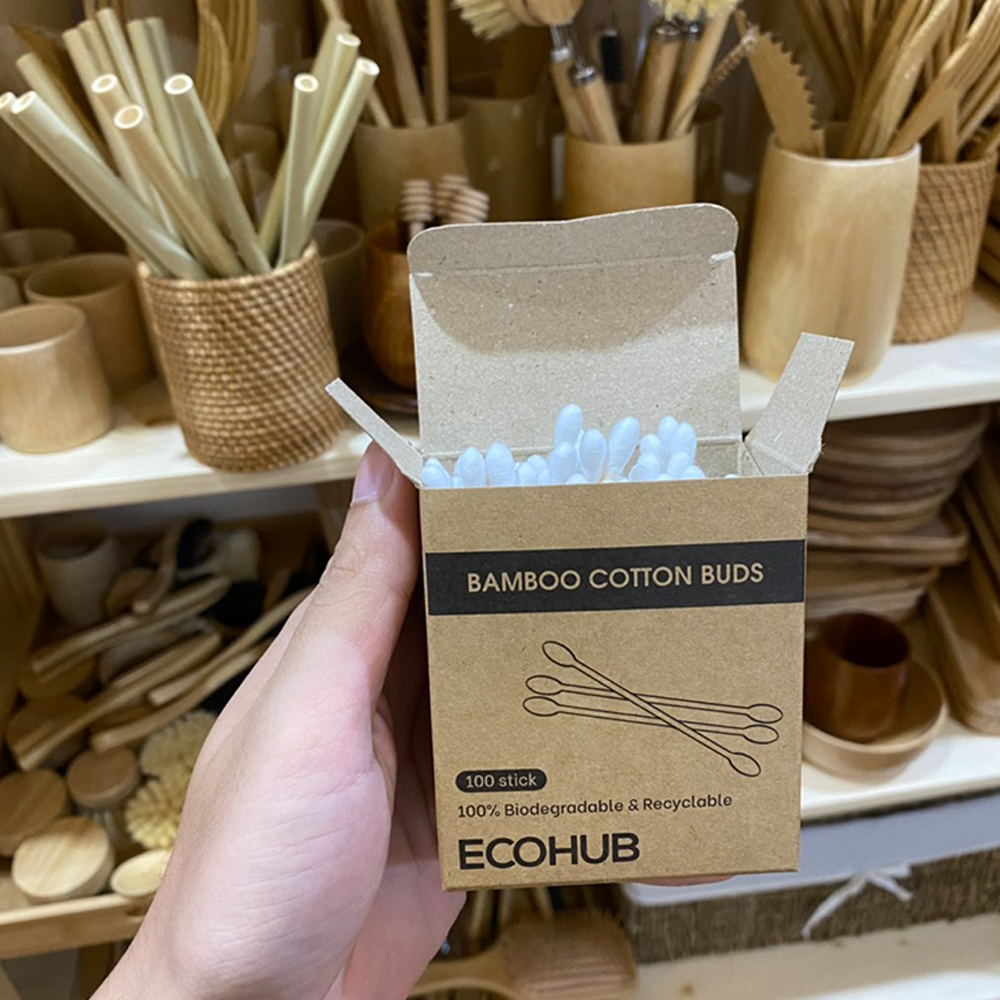 BAMBOO COTTON BUDS
100 stick
100% Biodegradable & Recyclable
ECOHUB